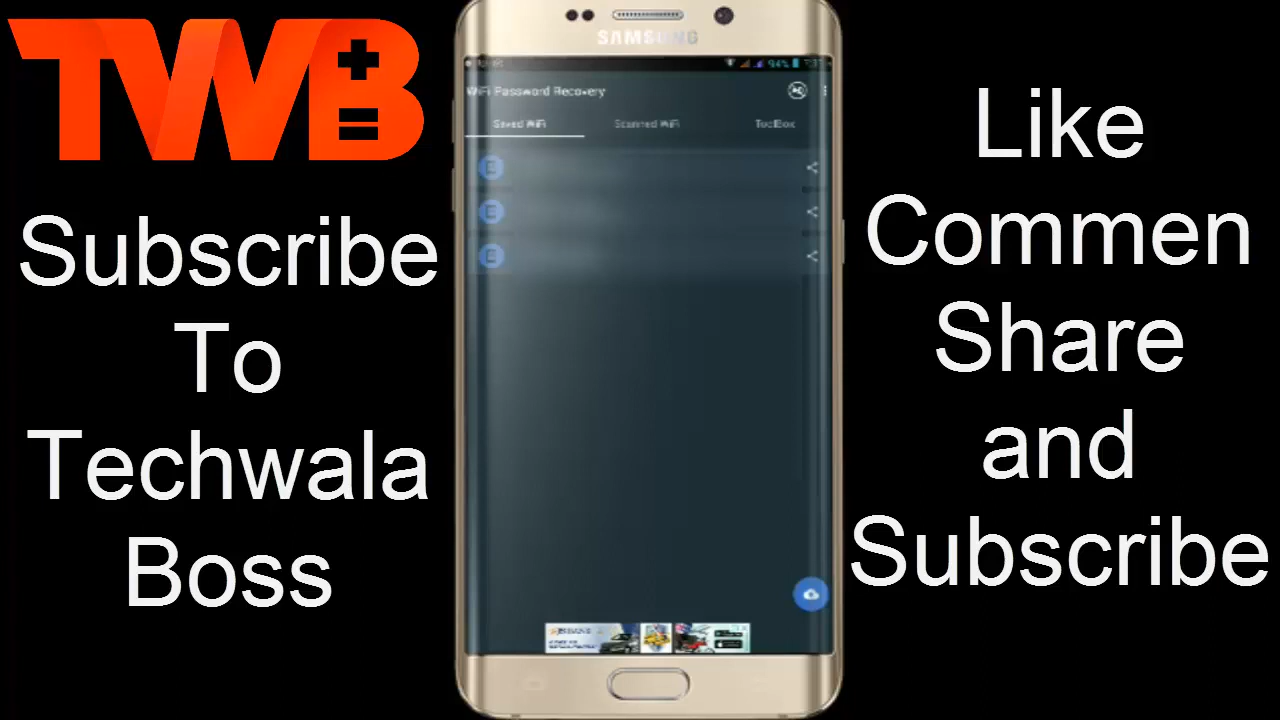 TWB
Subscribe
To
Techwala
Boss
SAMSUNG
94%
WiFi Password Recovery
Saved WiFi
Scanned WiFi
ToolBox
Like
Commen
Share
and
Subscribe